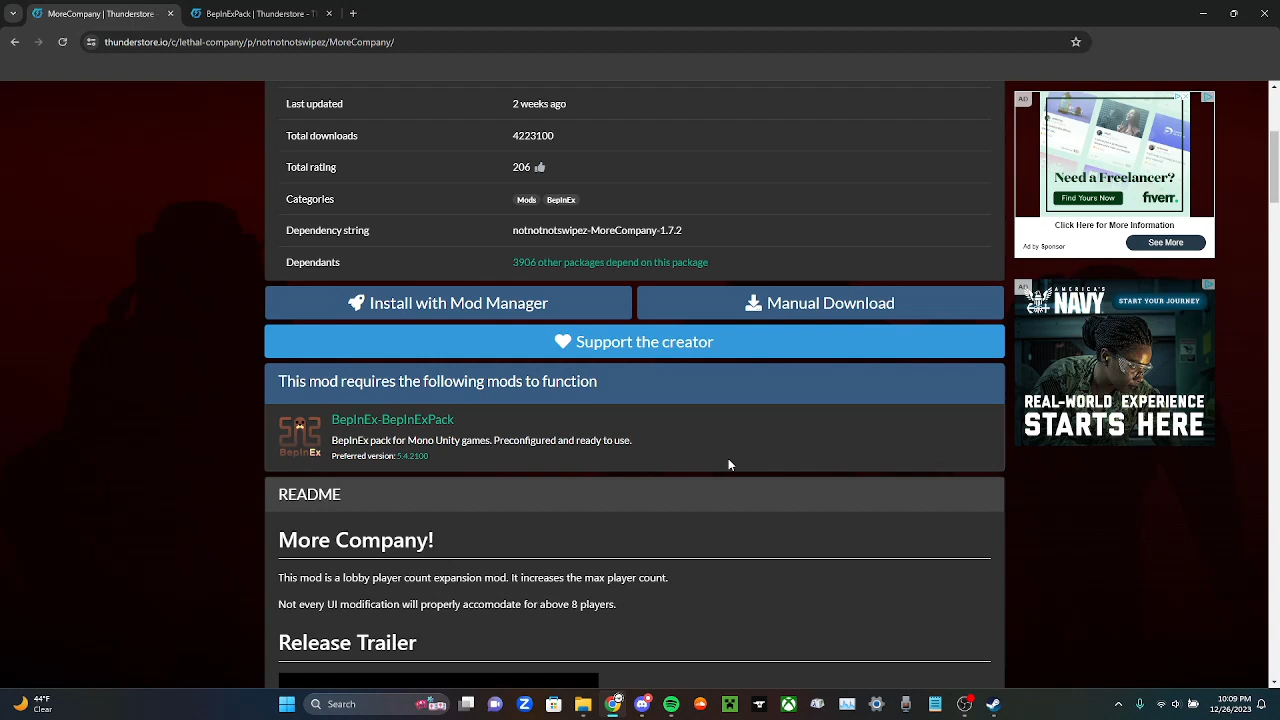 MoreCompany | Thunderstore -
BepInExPack | Thunderstore - T
thunderstore.io/c/lethal-company/p/notnotnotswipez/MoreCompany/
Last updated
2 weeks ago
Total downloads
4223100
Total rating
206
Categories
Mods BepInEx
Dependency string
notnotnotswipez-MoreCompany-1.7.2
Dependants
3906 other packages depend on this package
Install with Mod Manager
Manual Download
Support the creator
This mod requires the following mods to function
BepInEx-BepInExPack
BepInEx pack for Mono Unity games. Preconfigured and ready to use.
Preferred version: 5.4.2100
BepInEx
README
More Company!
This mod is a lobby player count expansion mod. It increases the max player count.
Not every UI modification will properly accomodate for above 8 players.
Release Trailer
AD
Need a Freelancer?
Find Yours Now
fiverr.
Click Here for More Information
Ad by Sponsor
See More
AD
AMERICA'S
NAVY
START YOUR JOURNEY
REAL-WORLD EXPERIENCE
STARTS HERE
44°F
Clear
Search
10:09 PM
12/26/2023